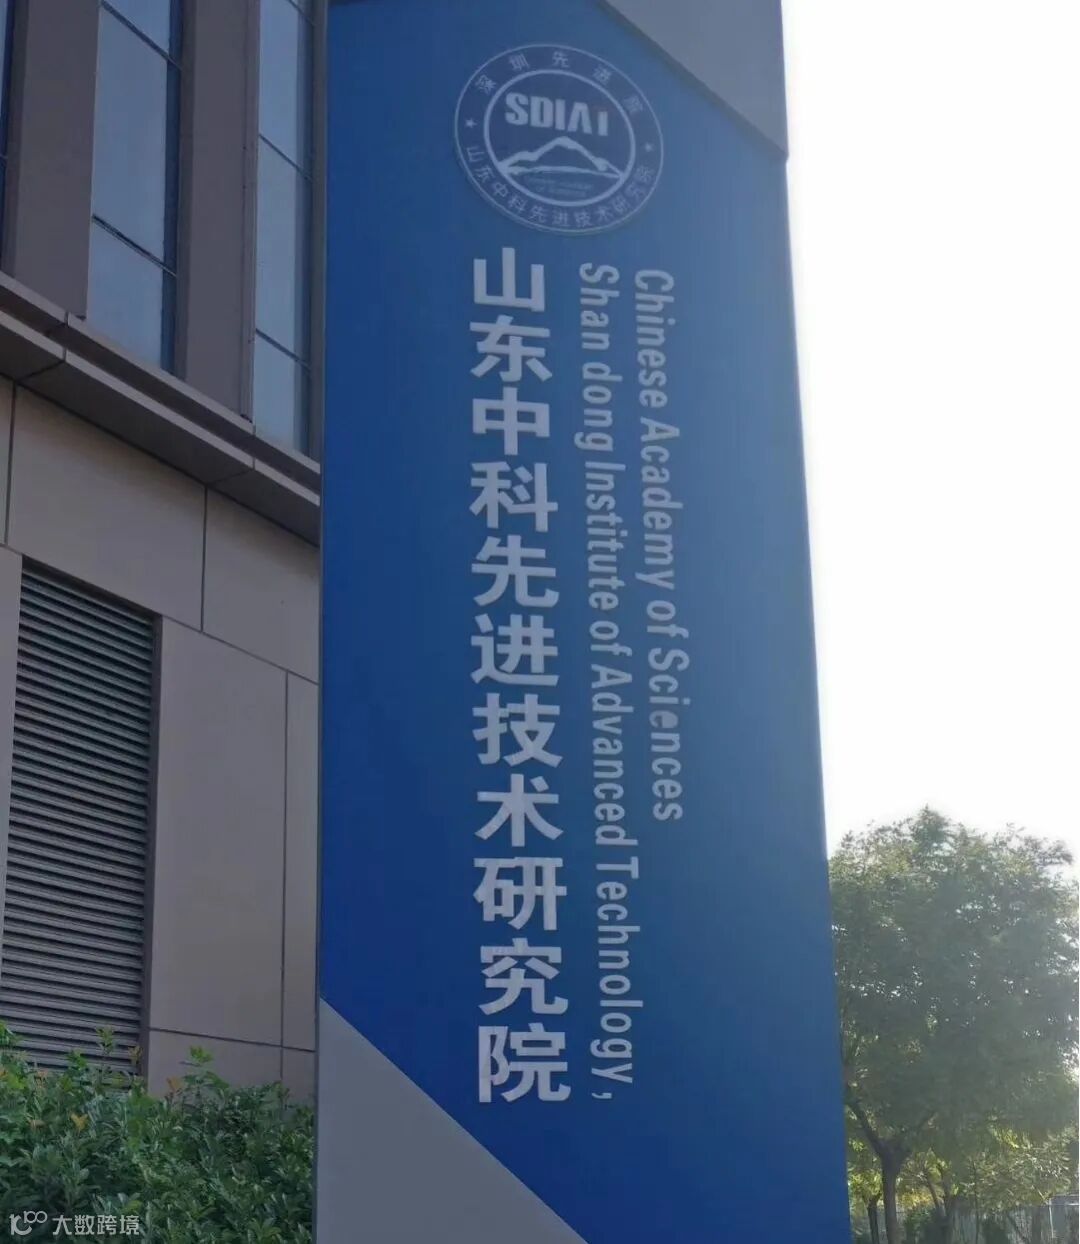 深圳先进院
SDIAI
山东中科先进技术研究院
山东中科先进技术研究院
Shan dong Institute of Advanced Technology,
Chinese Academy of Sciences
大数跨境